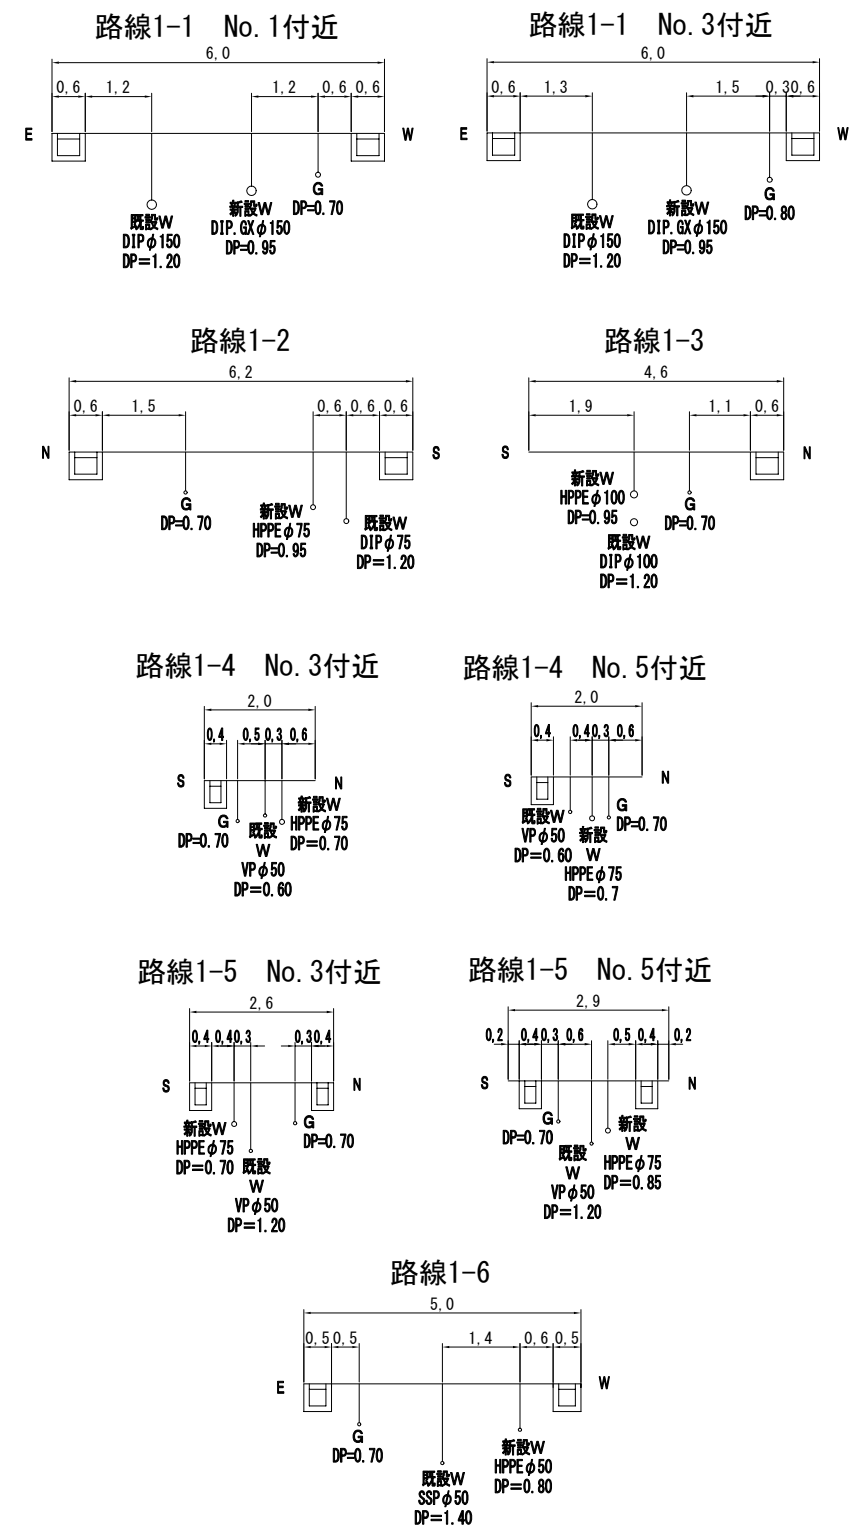 路線1-1　No.1付近
6,0
0,6 1,2 1,2 0,6 0,6
E W
既設W
DIPφ150
DP=1.20
新設W
DIP.GXφ150
DP=0.95
G
DP=0.70
路線1-1　No.3付近
6,0
0,6 1,3 1,5 0,3 0,6
E W
既設W
DIPφ150
DP=1.20
新設W
DIP.GXφ150
DP=0.95
G
DP=0.80
路線1-2
6,2
0,6 1,5 0,6 0,6 0,6
N S
G
DP=0.70
新設W
HPPEφ75
DP=0.95
既設W
DIPφ75
DP=1.20
路線1-3
4,6
1,9 1,1 0,6
S N
新設W
HPPEφ100
DP=0.95
既設W
DIPφ100
DP=1.20
G
DP=0.70
路線1-4　No.3付近
2,0
0,4 0,5 0,3 0,6
S N
G
DP=0.70
既設
W
VPφ50
DP=0.60
新設W
HPPEφ75
DP=0.70
路線1-4　No.5付近
2,0
0,4 0,4 0,3 0,6
S N
既設W
VPφ50
DP=0.60
新設
W
HPPEφ75
DP=0.7
G
DP=0.70
路線1-5　No.3付近
2,6
0,4 0,4 0,3 0,3 0,4
S N
新設W
HPPEφ75
DP=0.70
既設
W
VPφ50
DP=1.20
G
DP=0.70
路線1-5　No.5付近
2,9
0,2 0,4 0,3 0,6 0,5 0,4 0,2
S N
G
DP=0.70
既設
W
VPφ50
DP=1.20
新設
W
HPPEφ75
DP=0.85
路線1-6
5,0
0,5 0,5 1,4 0,6 0,5
E W
G
DP=0.70
既設W
SSPφ50
DP=1.40
新設W
HPPEφ50
DP=0.80